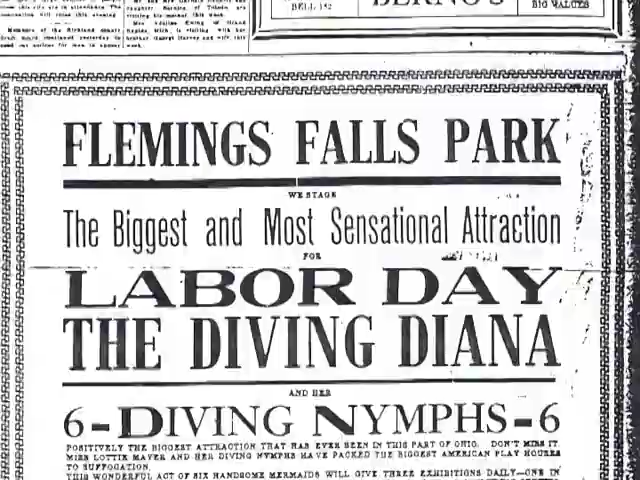 BELL 182
BERNO'S
BIG VALUES
FLEMINGS FALLS PARK
WE STAGE
The Biggest and Most Sensational Attraction
FOR
LABOR DAY
THE DIVING DIANA
AND HER
6-DIVING NYMPHS-6
POSITIVELY THE BIGGEST ATTRACTION THAT HAS EVER BEEN IN THIS PART OF OHIO. DON'T MISS IT
MISS LOTTIE MAYER AND HER DIVING NYMPHS HAVE PACKED THE BIGGEST AMERICAN PLAY HOUSES
TO SUFFOCATION.
THIS WONDERFUL ACT OF SIX HANDSOME MERMAIDS WILL GIVE THREE EXHIBITIONS DAILY—ONE IN